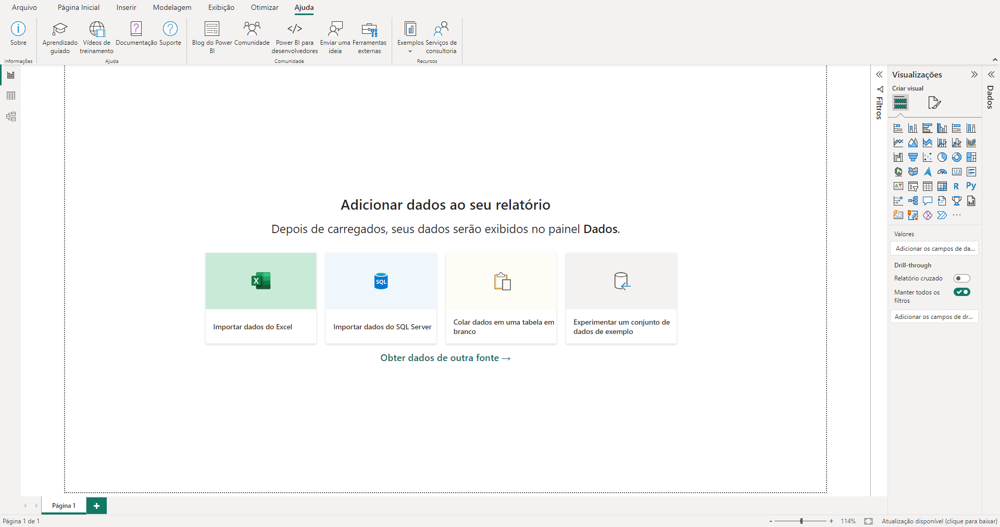 Arquivo Página Inicial Inserir Modelagem Exibição Otimizar Ajuda
Sobre
Informações
Aprendizado
guiado
Vídeos de
treinamento
Documentação
Suporte
Ajuda
Blog do Power
BI
Comunidade
Power BI para
desenvolvedores
Enviar uma
ideia
Ferramentas
externas
Comunidade
Exemplos
Serviços de
consultoria
Recursos
Adicionar dados ao seu relatório
Depois de carregados, seus dados serão exibidos no painel Dados.
X
SQL
Importar dados do Excel
Importar dados do SQL Server
Colar dados em uma tabela em
branco
Experimentar um conjunto de
dados de exemplo
Obter dados de outra fonte →
Filtros
Visualizações
Criar visual
123
R
Py
123
...
Valores
Adicionar os campos de da...
Drill-through
Relatório cruzado
Manter todos os
filtros
Adicionar os campos de dr...
Dados
Página 1
+
Página 1 de 1
- + 114%
Atualização disponível (clique para baixar)